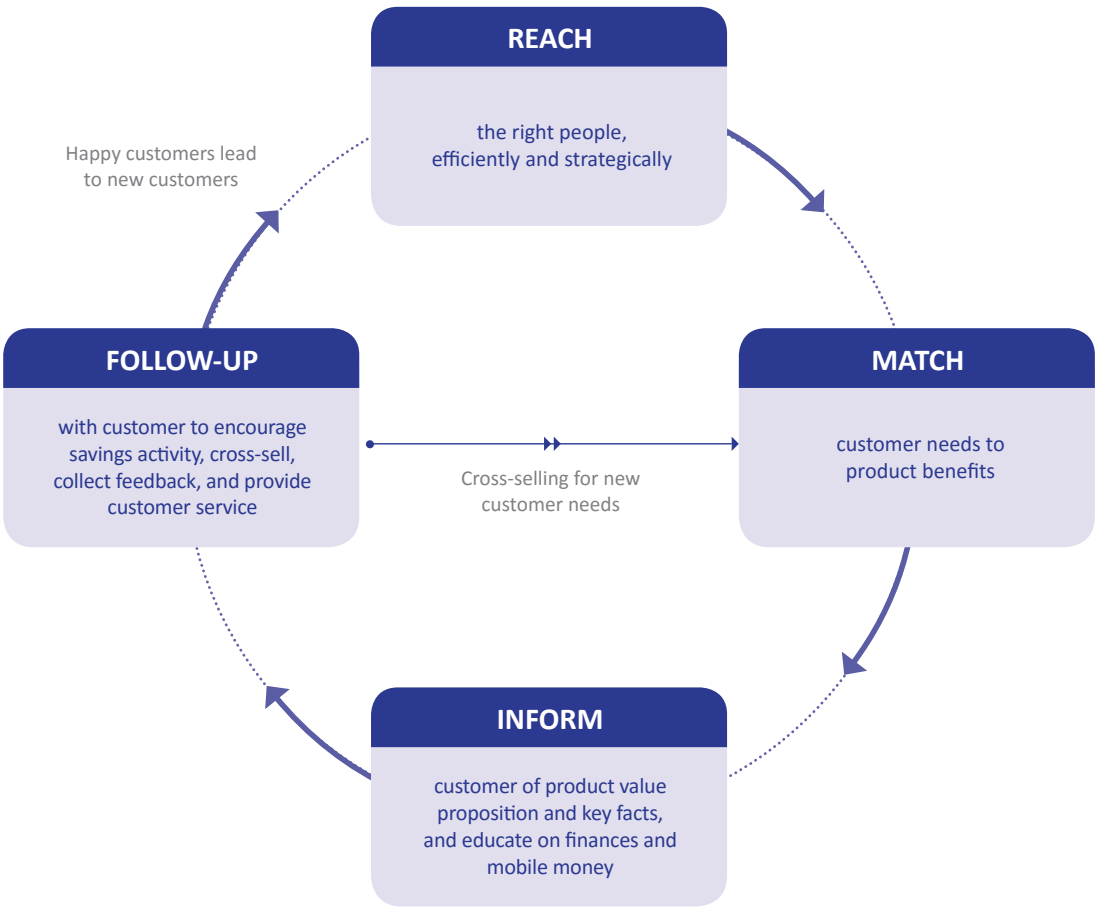 REACH
the right people,
efficiently and strategically
Happy customers lead
to new customers
FOLLOW-UP
with customer to encourage
savings activity, cross-sell,
collect feedback, and provide
customer service
Cross-selling for new
customer needs
MATCH
customer needs to
product benefits
INFORM
customer of product value
proposition and key facts,
and educate on finances and
mobile money